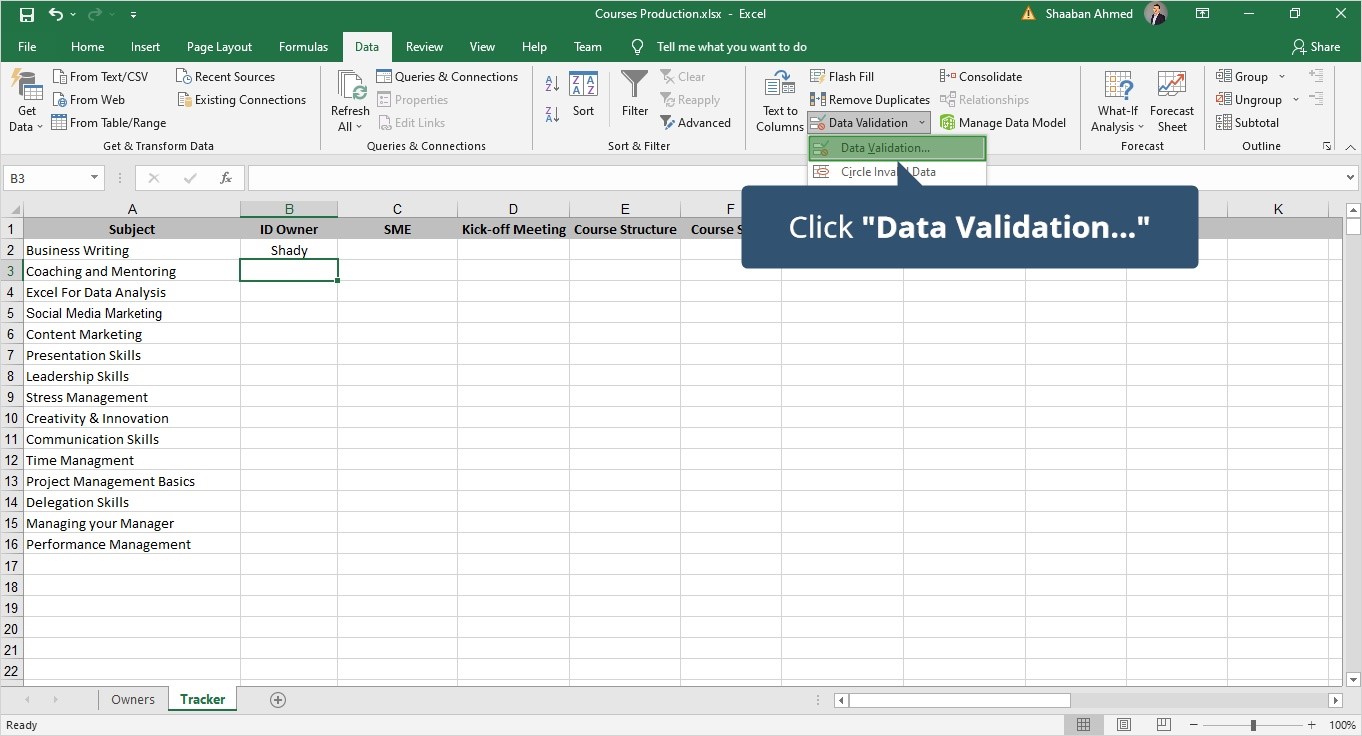 Courses Production.xlsx - Excel
Shaaban Ahmed
File Home Insert Page Layout Formulas Data Review View Help Team Tell me what you want to do Share
From Text/CSV
From Web
From Table/Range
Get Data
Recent Sources
Existing Connections
Get & Transform Data
Refresh All
Queries & Connections
Properties
Edit Links
Queries & Connections
Sort
Filter
Clear
Reapply
Advanced
Sort & Filter
Text to Columns
Flash Fill
Remove Duplicates
Data Validation
Consolidate
Relationships
Manage Data Model
What-If Analysis
Forecast Sheet
Forecast
Group
Ungroup
Subtotal
Outline
Data Validation...
Circle Invalid Data
Click "Data Validation..."
B3
fx
A B C D E F K
1 Subject ID Owner SME Kick-off Meeting Course Structure Course S
2 Business Writing Shady
3 Coaching and Mentoring
4 Excel For Data Analysis
5 Social Media Marketing
6 Content Marketing
7 Presentation Skills
8 Leadership Skills
9 Stress Management
10 Creativity & Innovation
11 Communication Skills
12 Time Managment
13 Project Management Basics
14 Delegation Skills
15 Managing your Manager
16 Performance Management
17
18
19
20
21
22
Owners Tracker
Ready
100%